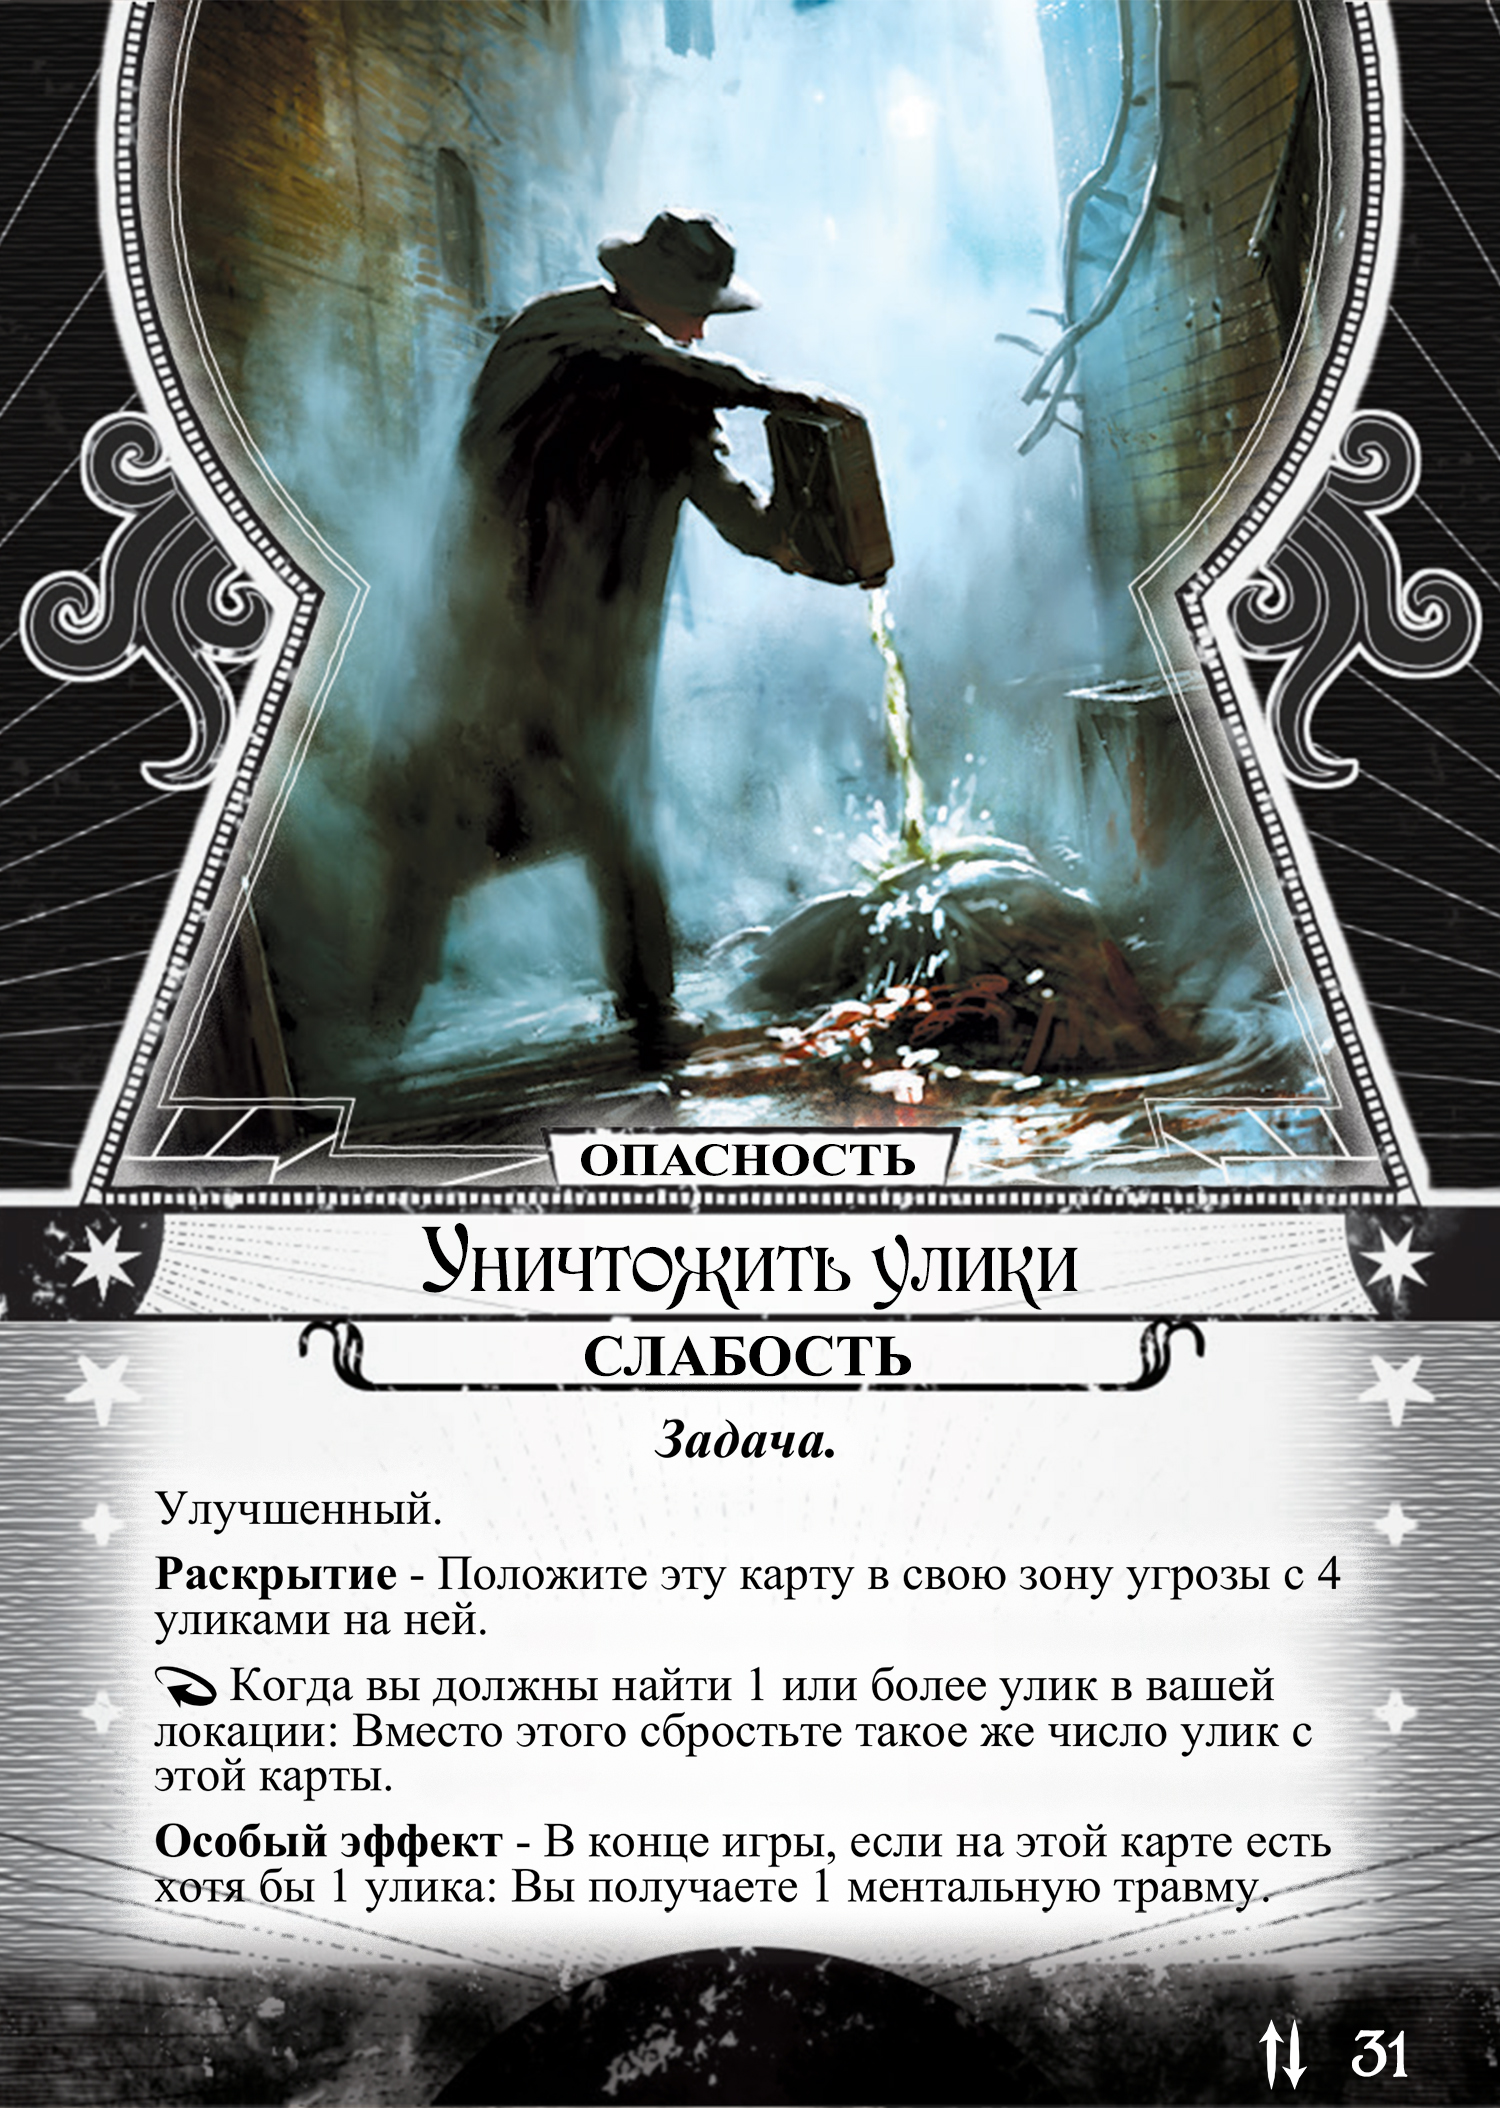 ОПАСНОСТЬ
Уничтожить улики
СЛАБОСТЬ
Задача.
Улучшенный.
Раскрытие - Положите эту карту в свою зону угрозы с 4
уликами на ней.
Когда вы должны найти 1 или более улик в вашей
локации: Вместо этого сбростьте такое же число улик с
этой карты.
Особый эффект - В конце игры, если на этой карте есть
хотя бы 1 улика: Вы получаете 1 ментальную травму.
31